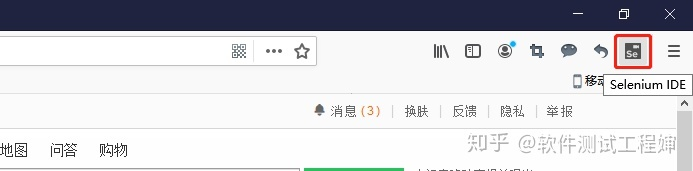 Se
移动
Selenium IDE
消息(3) | 换肤 | 反馈 | 隐私 | 举报
地图 问答 购物
知乎 @软件测试工程婶